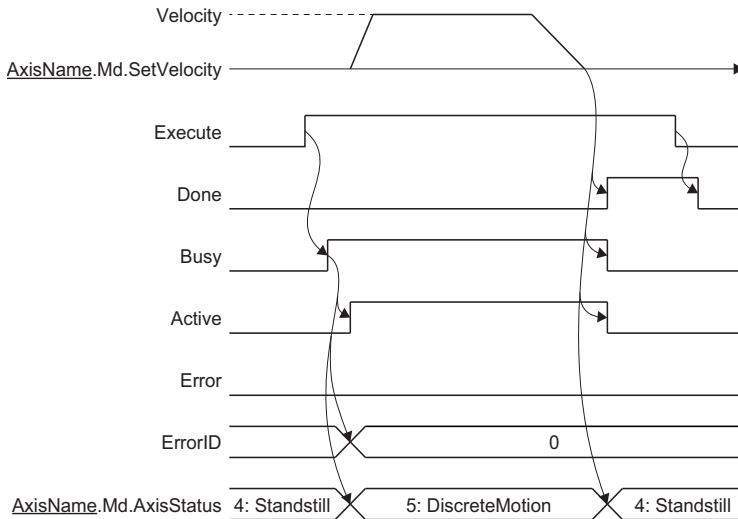 Velocity
AxisName.Md.SetVelocity
Execute
Done
Busy
Active
Error
ErrorID 0
AxisName.Md.AxisStatus 4: Standstill 5: DiscreteMotion 4: Standstill